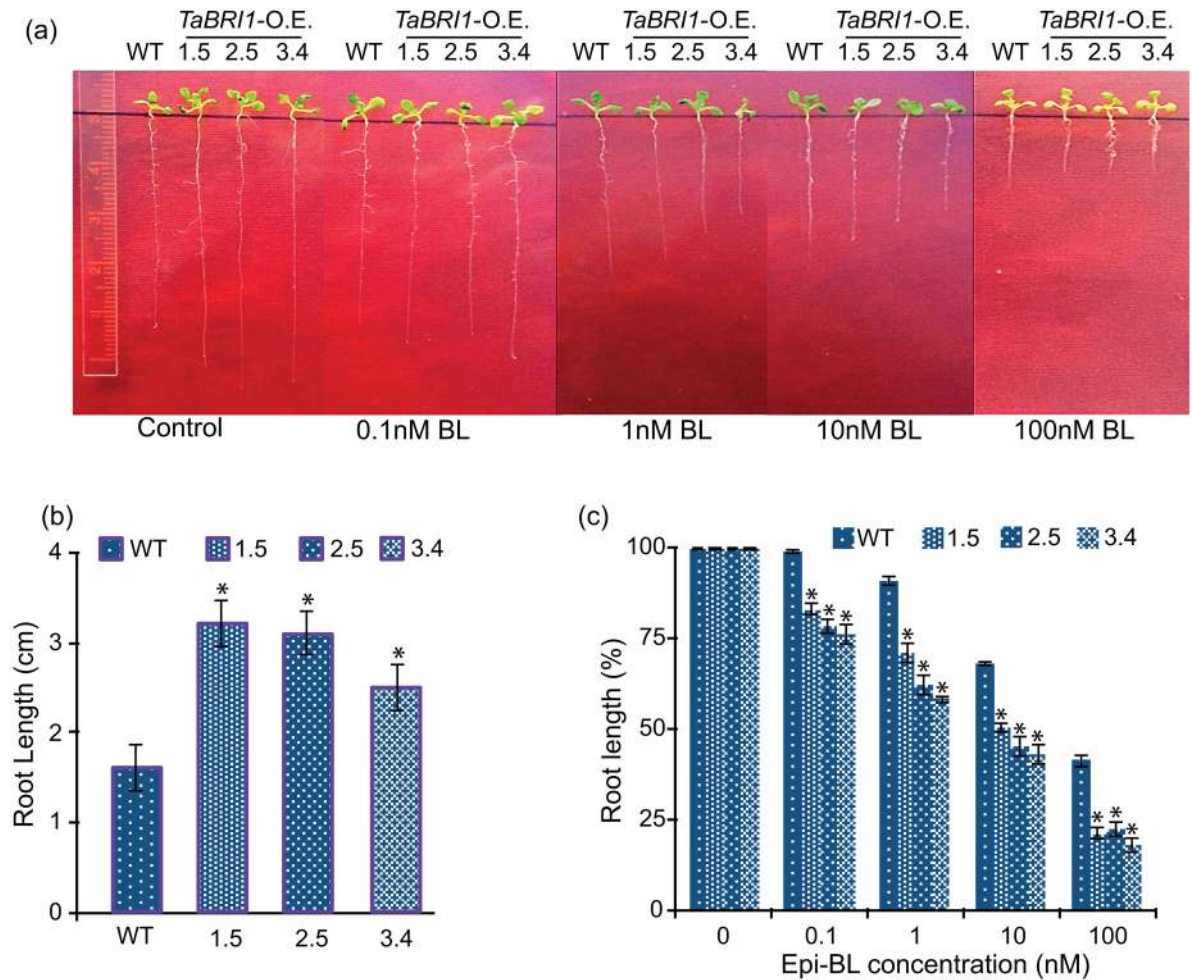 (a)
TaBRI1-O.E. TaBRI1-O.E. TaBRI1-O.E. TaBRI1-O.E. TaBRI1-O.E.
WT 1.5 2.5 3.4 WT 1.5 2.5 3.4 WT 1.5 2.5 3.4 WT 1.5 2.5 3.4 WT 1.5 2.5 3.4
Control 0.1nM BL 1nM BL 10nM BL 100nM BL
(b)
WT 1.5 2.5 3.4
Root Length (cm)
4
3
2
1
0
WT 1.5 2.5 3.4
* * *
(c)
WT 1.5 2.5 3.4
Root length (%)
100
75
50
25
0
* * *
* * *
* * *
* * *
0 0.1 1 10 100
Epi-BL concentration (nM)